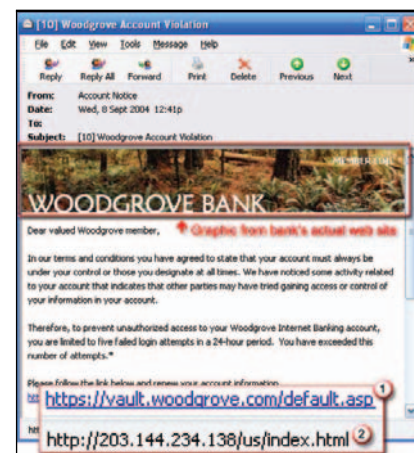 [10] Woodgrove Account Violation
File Edit View Tools Message Help
Reply Reply All Forward Print Delete Previous Next
From: Account Notice
Date: Wed, 8 Sept 2004 12:41p
To:
Subject: [10] Woodgrove Account Violation
MEMBER FDIC
WOODGROVE BANK
Graphic from bank's actual web site
Dear valued Woodgrove member,
In our terms and conditions you have agreed to state that your account must always be
under your control or those you designate at all times. We have noticed some activity related
to your account that indicates that other parties may have tried gaining access or control of
your information in your account.
Therefore, to prevent unauthorized access to your Woodgrove Internet Banking account,
you are limited to five failed login attempts in a 24-hour period. You have exceeded this
number of attempts.*
Please follow the link below and renew your account information
https://vault.woodgrove.com/default.asp 1
http://203.144.234.138/us/index.html 2